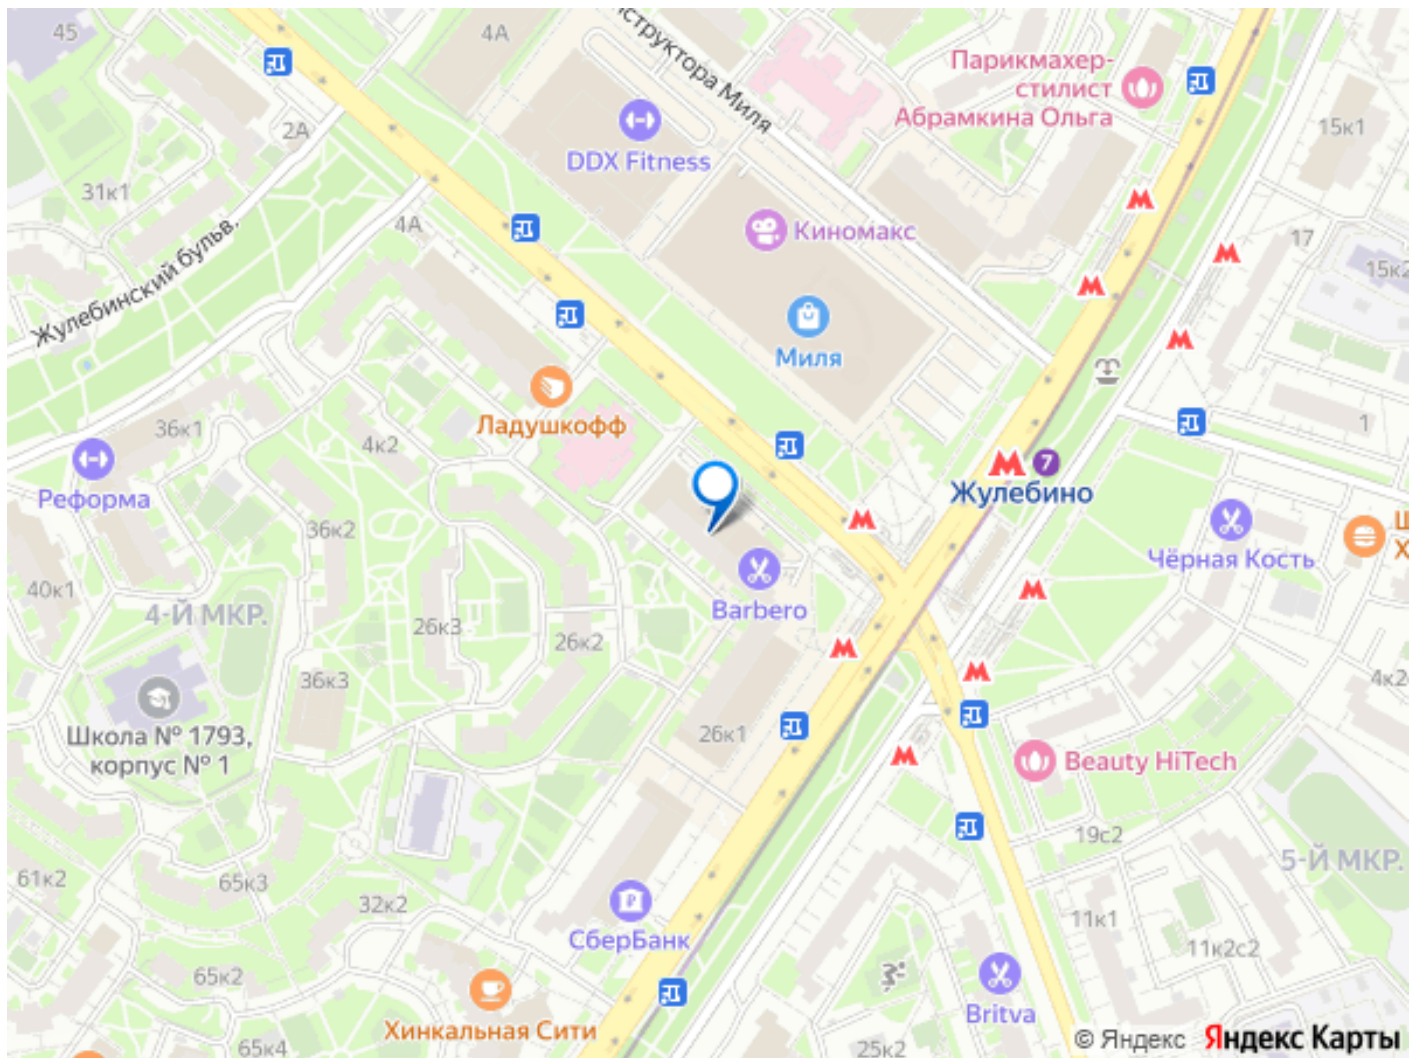 45
4А
нструктора Миля
Парикмахер-
стилист
Абрамкина Ольга
2А
15к1
DDX Fitness
31к1
4А
Киномакс
17
15к2
Жулебинский бульв.
Миля
Ладушкофф
36к1
4к2
1
Реформа
7
Жулебино
36к2
Чёрная Кость
40к1
4-Й МКР.
Barbero
26к3
26к2
36к3
4к2
Школа № 1793,
корпус № 1
26к1
Beauty HiTech
19с2
5-Й МКР.
61к2
65к3
32к2
11к1
СберБанк
11к2с2
65к2
Хинкальная Сити
Britva
65к4
25к2
© Яндекс Яндекс Карты